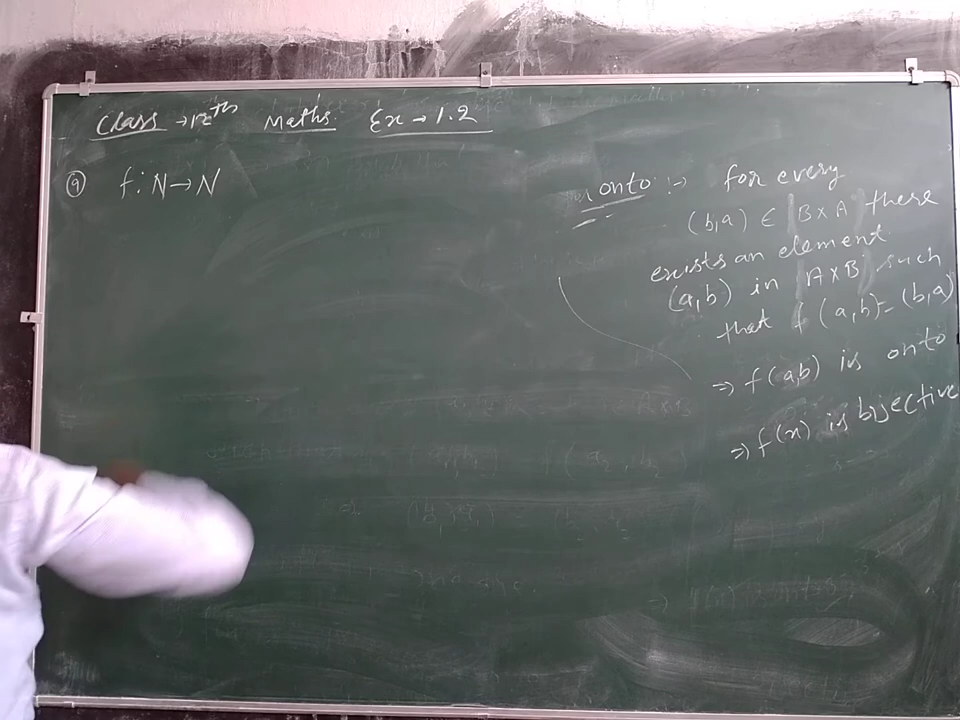 Class → 12th Maths Ex → 1.2
⑨ f: N → N
onto :→ for every
(b,a) ∈ B×A there
exists an element
(a,b) in A×B such
that f(a,b) = (b,a)
⇒ f(a,b) is onto
⇒ f(x) is bijective